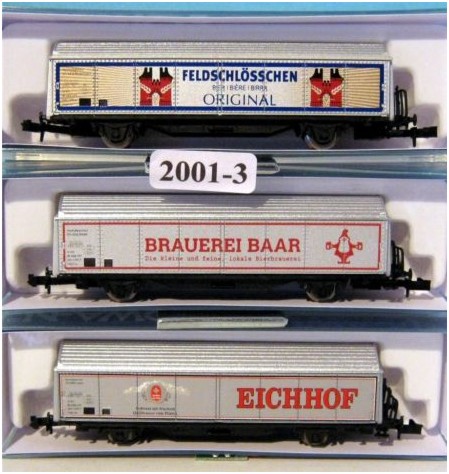 FELDSCHLÖSSCHEN
BIER | BIÈRE | BIRRA
ORIGINAL
2001-3
BRAUEREI BAAR
Die kleine und feine, lokale Bierbrauerei
EICHHOF